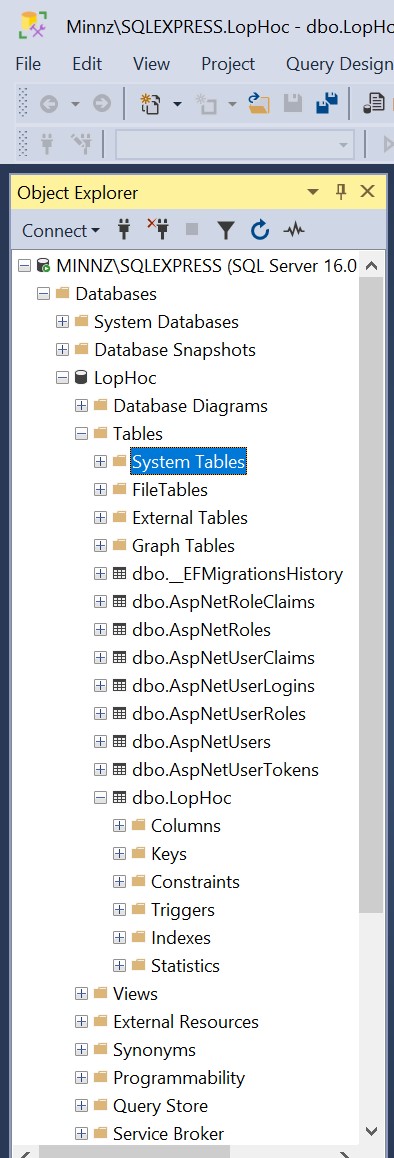 Minnz\SQLEXPRESS.LopHoc - dbo.LopHo
File Edit View Project Query Design
Object Explorer
Connect
MINNZ\SQLEXPRESS (SQL Server 16.0
Databases
System Databases
Database Snapshots
LopHoc
Database Diagrams
Tables
System Tables
FileTables
External Tables
Graph Tables
dbo.__EFMigrationsHistory
dbo.AspNetRoleClaims
dbo.AspNetRoles
dbo.AspNetUserClaims
dbo.AspNetUserLogins
dbo.AspNetUserRoles
dbo.AspNetUsers
dbo.AspNetUserTokens
dbo.LopHoc
Columns
Keys
Constraints
Triggers
Indexes
Statistics
Views
External Resources
Synonyms
Programmability
Query Store
Service Broker